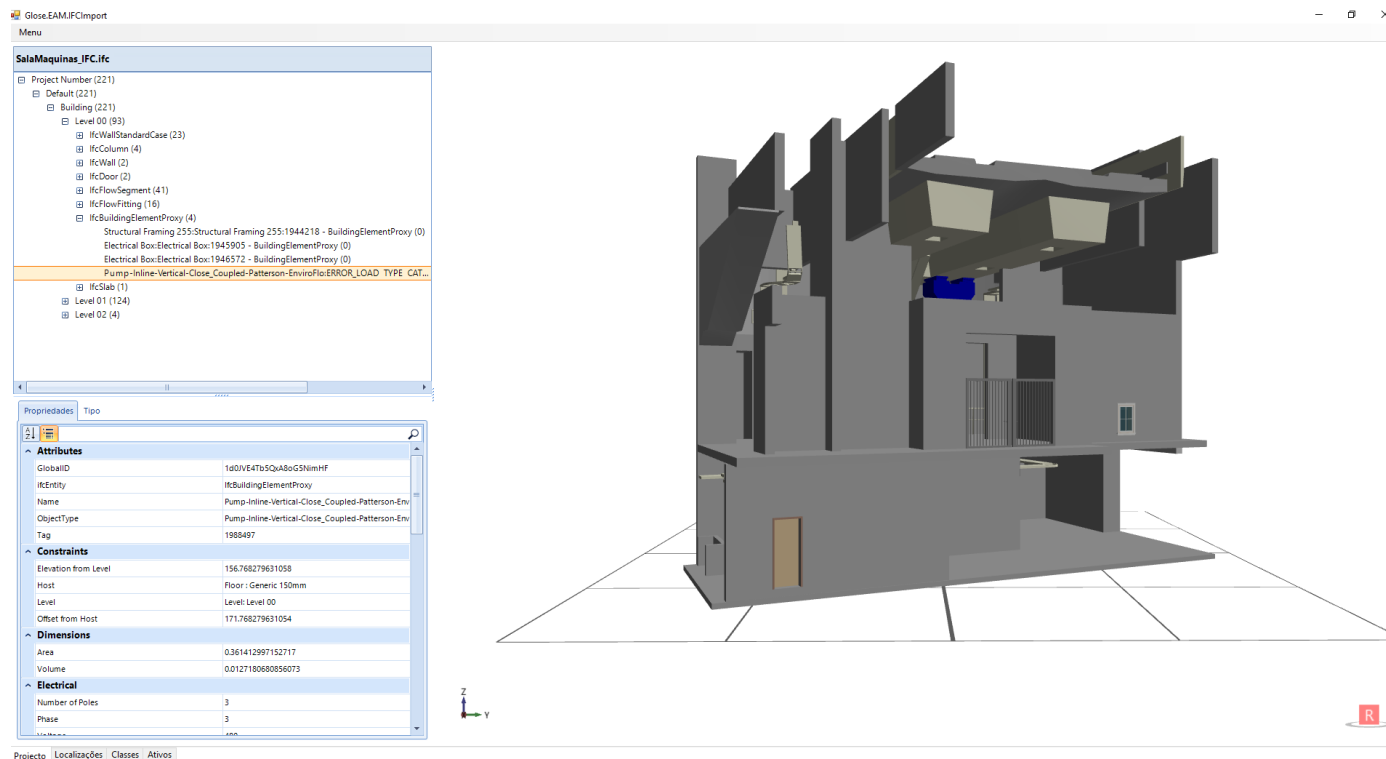 Glose.EAM.IFCImport
Menu
SalaMaquinas_IFC.ifc
Project Number (221)
Default (221)
Building (221)
Level 00 (93)
IfcWallStandardCase (23)
IfcColumn (4)
IfcWall (2)
IfcDoor (2)
IfcFlowSegment (41)
IfcFlowFitting (16)
IfcBuildingElementProxy (4)
Structural Framing 255:Structural Framing 255:1944218 - BuildingElementProxy (0)
Electrical Box:Electrical Box:1945905 - BuildingElementProxy (0)
Electrical Box:Electrical Box:1946572 - BuildingElementProxy (0)
Pump-Inline-Vertical-Close_Coupled-Patterson-EnviroFlo:ERROR_LOAD TYPE CAT...
IfcSlab (1)
Level 01 (124)
Level 02 (4)
Propriedades Tipo
Attributes
GlobalID 1d0JVE4Tb5QxA8oG5NimHF
IfcEntity IfcBuildingElementProxy
Name Pump-Inline-Vertical-Close_Coupled-Patterson-Env
ObjectType Pump-Inline-Vertical-Close_Coupled-Patterson-Env
Tag 1988497
Constraints
Elevation from Level 156.768279631058
Host Floor : Generic 150mm
Level Level: Level 00
Offset from Host 171.768279631054
Dimensions
Area 0.361412997152717
Volume 0.0127180680856073
Electrical
Number of Poles 3
Phase 3
Voltage 480
Z
Y
R
Projecto Localizações Classes Ativos